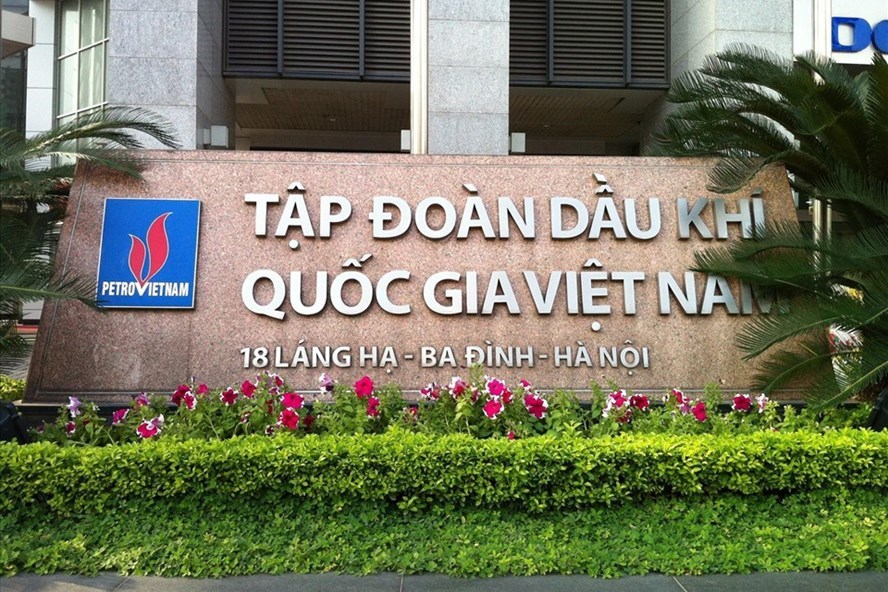 TẬP ĐOÀN DẦU KHÍ
QUỐC GIA VIỆT NAM
PETROVIETNAM
18 LÁNG HẠ - BA ĐÌNH - HÀ NỘI